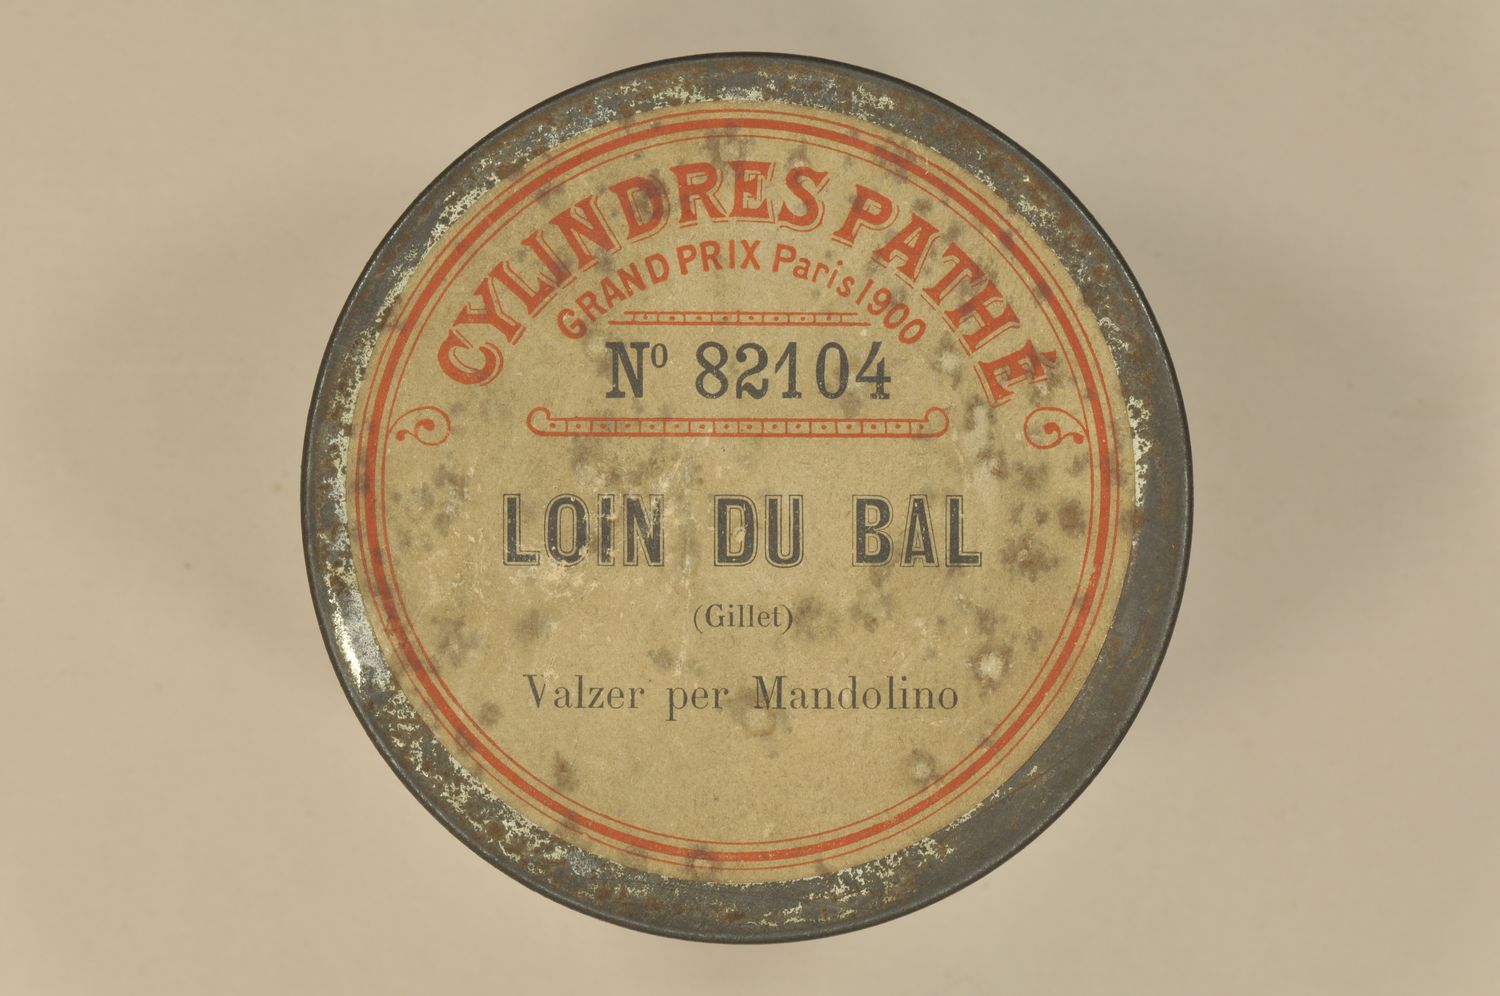 CYLINDRES PATHÉ
GRAND PRIX Paris 1900
Nº 82104
LOIN DU BAL
(Gillet)
Valzer per Mandolino